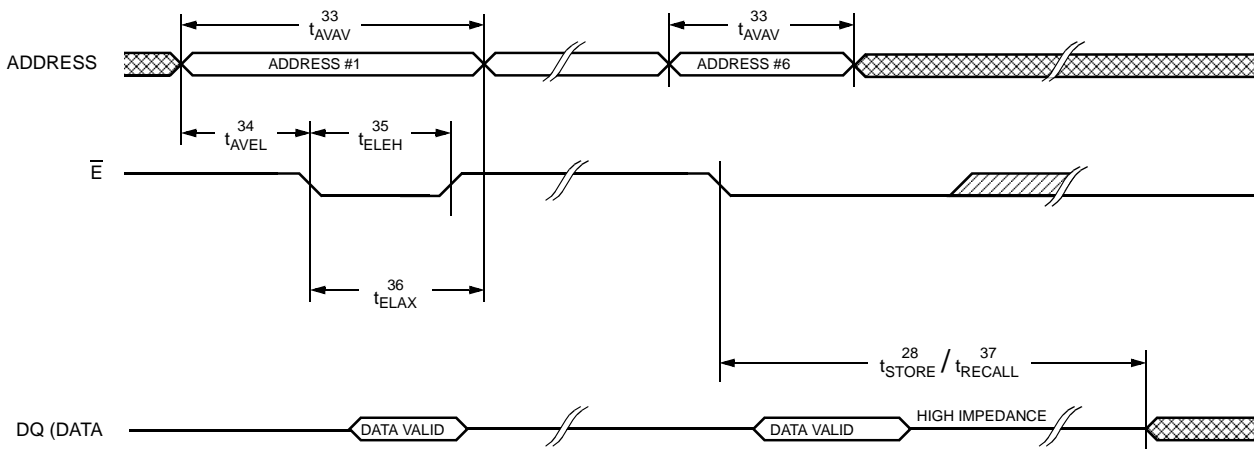 33 33
tAVAV tAVAV
ADDRESS ADDRESS #1 ADDRESS #6
34 35
tAVEL tELEH
E
36
tELAX
28 37
tSTORE / tRECALL
HIGH IMPEDANCE
DQ (DATA DATA VALID DATA VALID